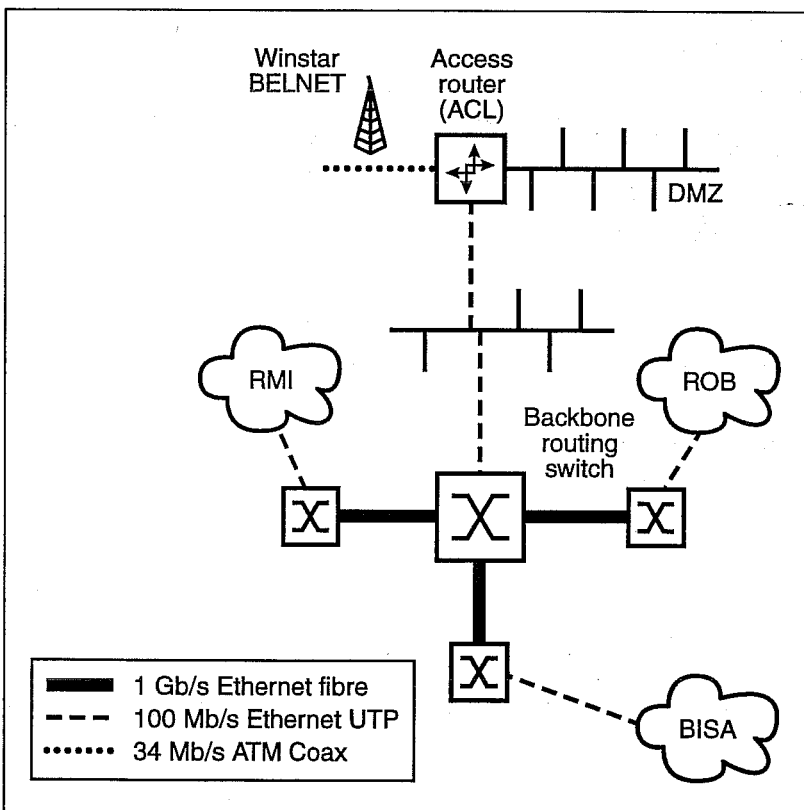 Winstar
BELNET
Access
router
(ACL)
DMZ
RMI
ROB
Backbone
routing
switch
1 Gb/s Ethernet fibre
100 Mb/s Ethernet UTP
34 Mb/s ATM Coax
BISA